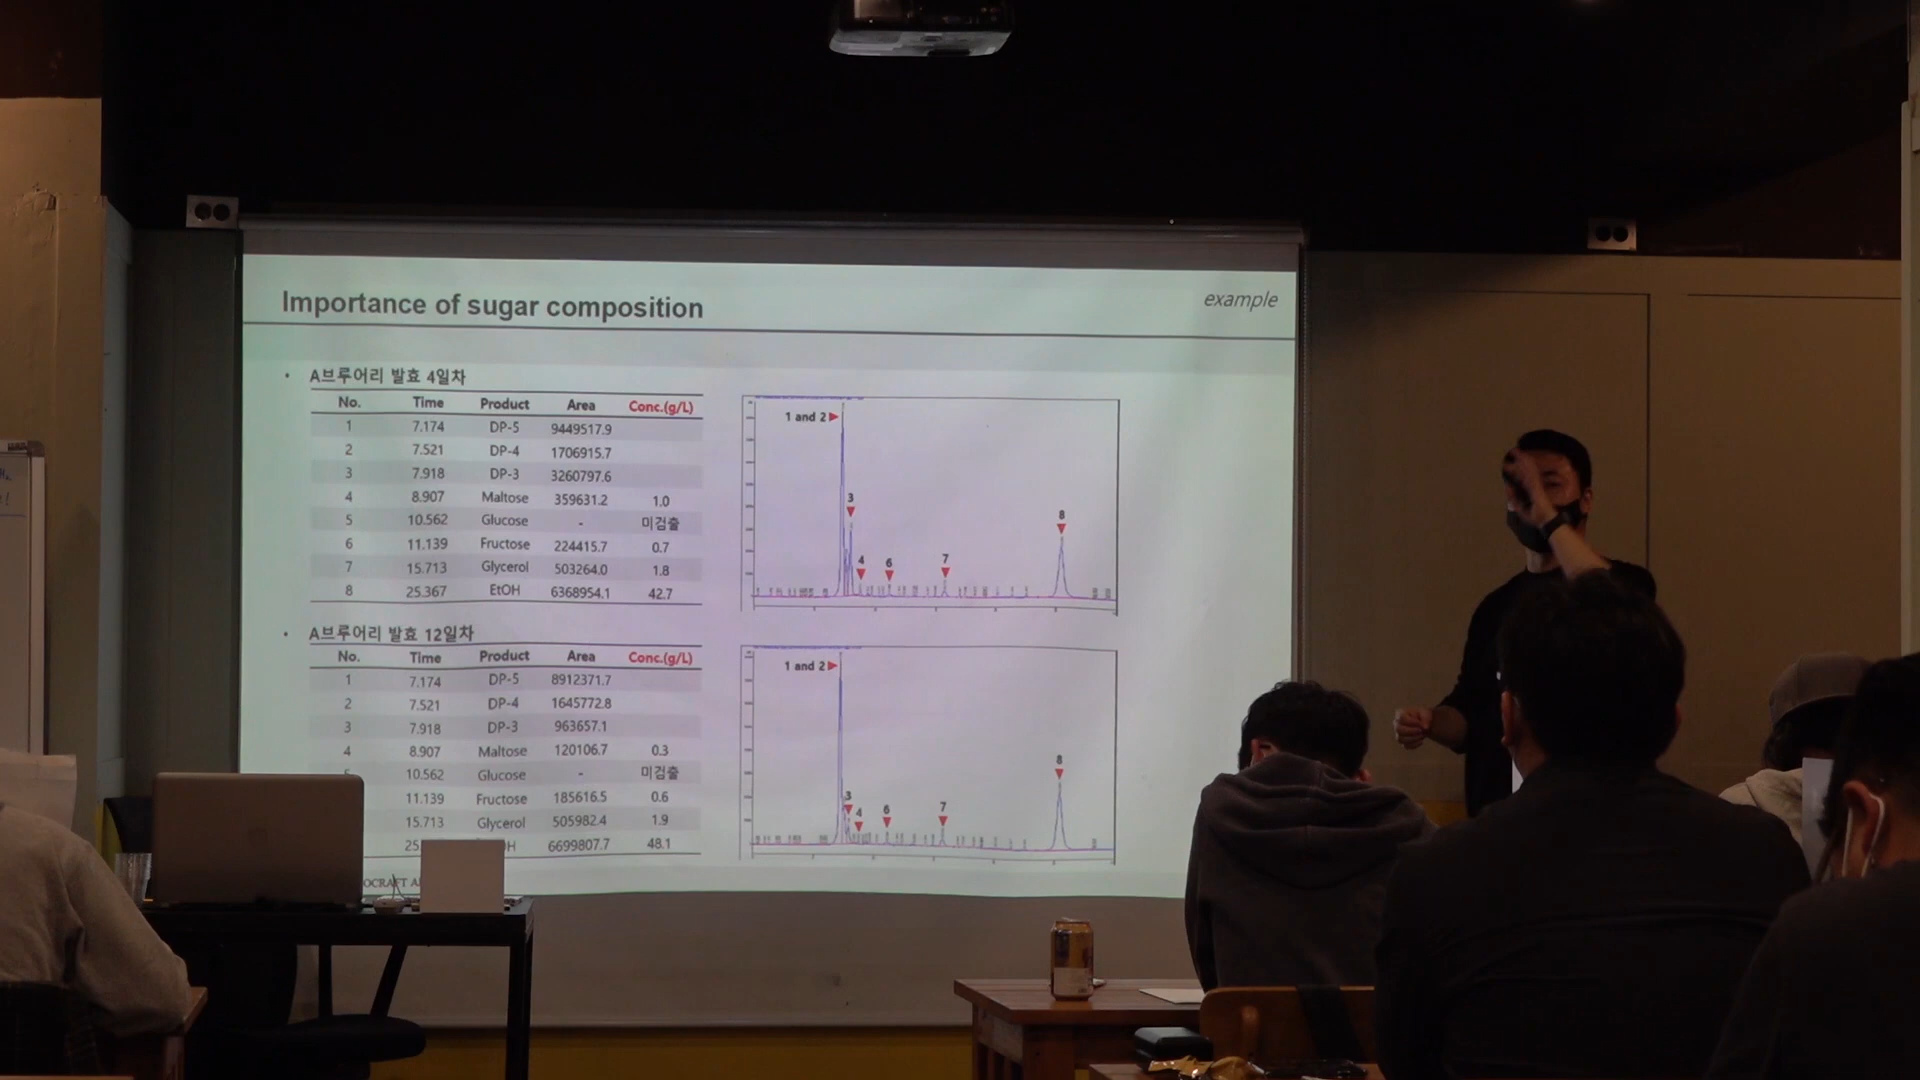 Importance of sugar composition
example
• A브루어리 발효 4일차
No. Time Product Area Conc.(g/L)
1 7.174 DP-5 9449517.9
2 7.521 DP-4 1706915.7
3 7.918 DP-3 3260797.6
4 8.907 Maltose 359631.2 1.0
5 10.562 Glucose - 미검출
6 11.139 Fructose 224415.7 0.7
7 15.713 Glycerol 503264.0 1.8
8 25.367 EtOH 6368954.1 42.7
1 and 2
3
4
6
7
8
• A브루어리 발효 12일차
No. Time Product Area Conc.(g/L)
1 7.174 DP-5 8912371.7
2 7.521 DP-4 1645772.8
3 7.918 DP-3 963657.1
4 8.907 Maltose 120106.7 0.3
10.562 Glucose - 미검출
11.139 Fructose 185616.5 0.6
15.713 Glycerol 505982.4 1.9
25 OH 6699807.7 48.1
1 and 2
3
4
6
7
8
OCRAFT A